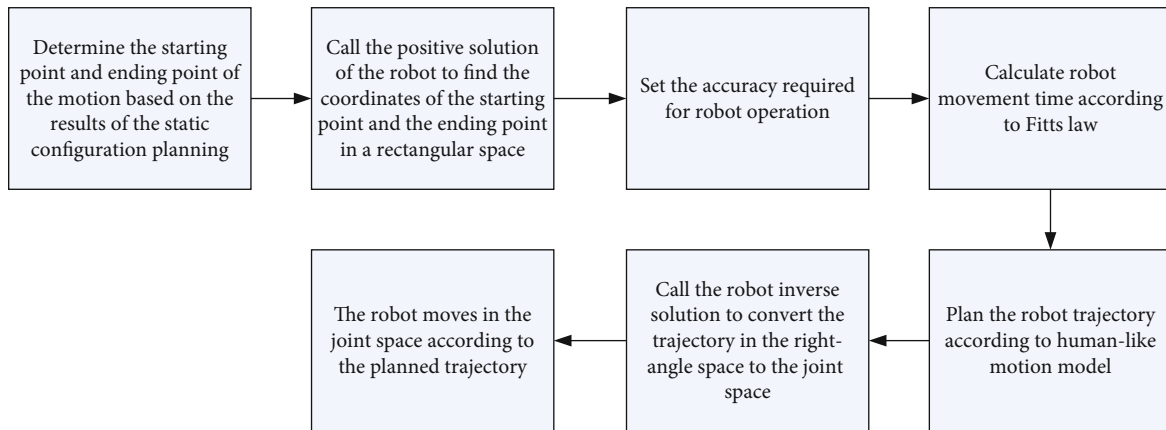 Determine the starting
point and ending point of
the motion based on the
results of the static
configuration planning
Call the positive solution
of the robot to find the
coordinates of the starting
point and the ending point
in a rectangular space
Set the accuracy required
for robot operation
Calculate robot
movement time according
to Fitts law
Plan the robot trajectory
according to human-like
motion model
Call the robot inverse
solution to convert the
trajectory in the right-
angle space to the joint
space
The robot moves in the
joint space according to
the planned trajectory